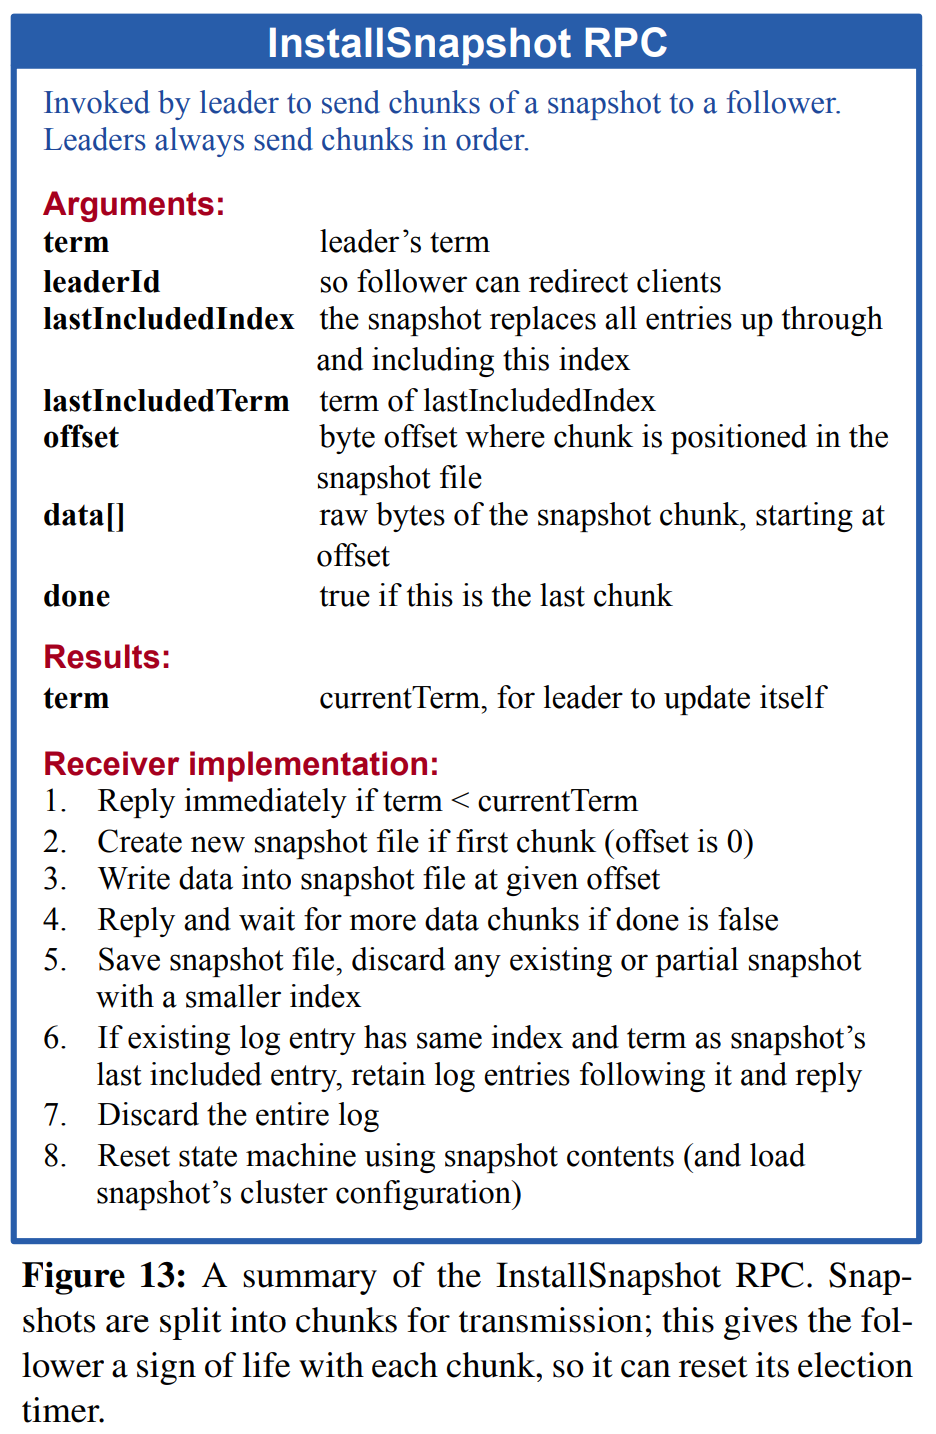 InstallSnapshot RPC
Invoked by leader to send chunks of a snapshot to a follower.
Leaders always send chunks in order.
Arguments:
term leader’s term
leaderId so follower can redirect clients
lastIncludedIndex the snapshot replaces all entries up through
and including this index
lastIncludedTerm term of lastIncludedIndex
offset byte offset where chunk is positioned in the
snapshot file
data[] raw bytes of the snapshot chunk, starting at
offset
done true if this is the last chunk
Results:
term currentTerm, for leader to update itself
Receiver implementation:
1. Reply immediately if term < currentTerm
2. Create new snapshot file if first chunk (offset is 0)
3. Write data into snapshot file at given offset
4. Reply and wait for more data chunks if done is false
5. Save snapshot file, discard any existing or partial snapshot
with a smaller index
6. If existing log entry has same index and term as snapshot’s
last included entry, retain log entries following it and reply
7. Discard the entire log
8. Reset state machine using snapshot contents (and load
snapshot’s cluster configuration)
Figure 13: A summary of the InstallSnapshot RPC. Snap-
shots are split into chunks for transmission; this gives the fol-
lower a sign of life with each chunk, so it can reset its election
timer.